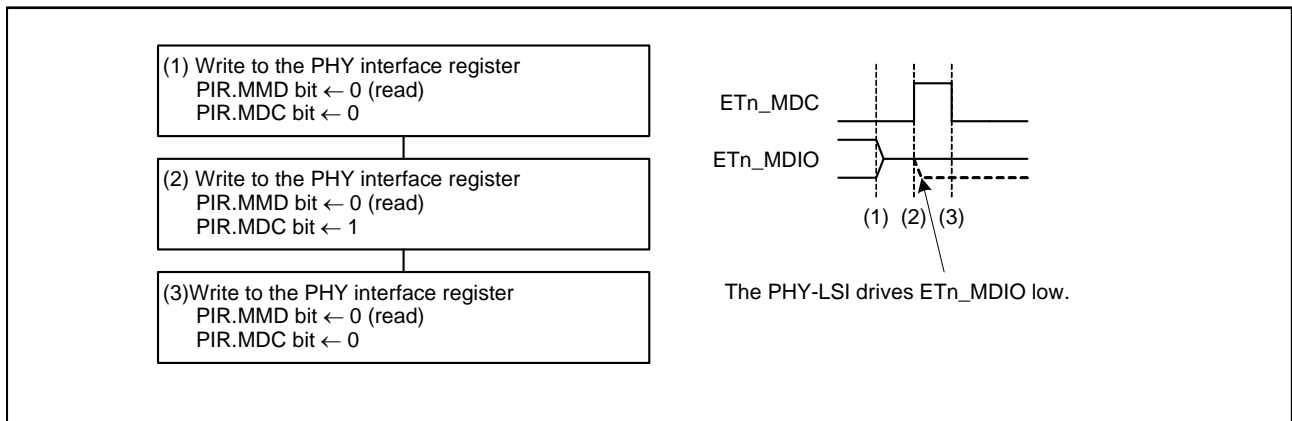 (1) Write to the PHY interface register
PIR.MMD bit ← 0 (read)
PIR.MDC bit ← 0
(2) Write to the PHY interface register
PIR.MMD bit ← 0 (read)
PIR.MDC bit ← 1
(3)Write to the PHY interface register
PIR.MMD bit ← 0 (read)
PIR.MDC bit ← 0
ETn_MDC
ETn_MDIO
(1) (2) (3)
The PHY-LSI drives ETn_MDIO low.